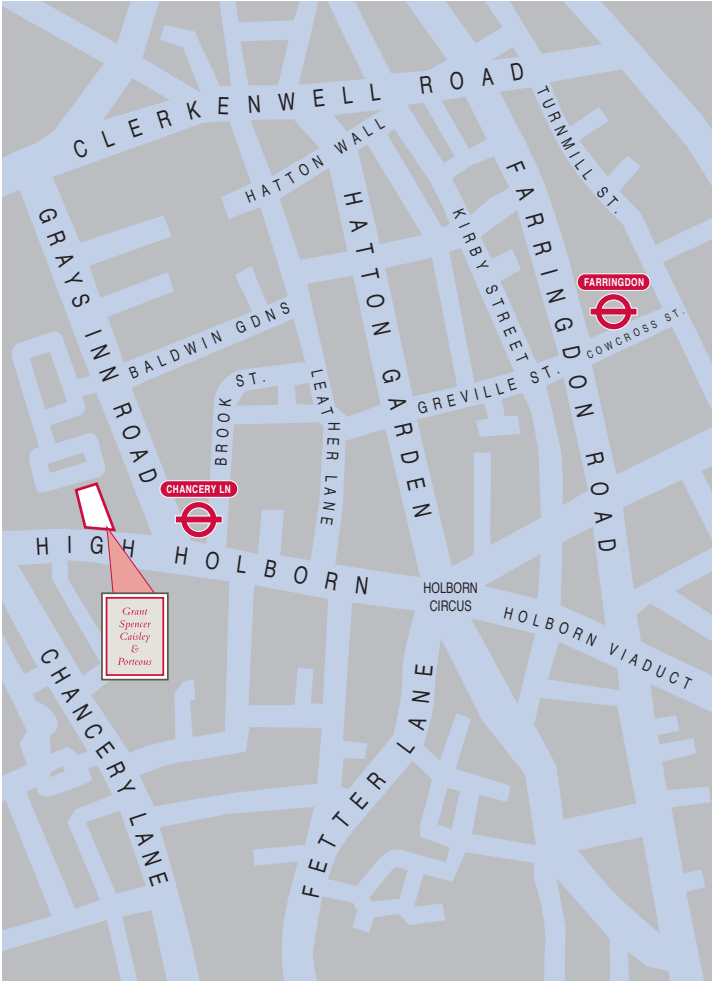 CLERKENWELL ROAD
TURNMILL ST.
HATTON WALL
GRAYS INN ROAD
HATTON GARDEN
KIRBY STREET
FARRINGDON ROAD
FARRINGDON
COWCROSS ST.
BALDWIN GDNS
BROOK ST.
LEATHER LANE
GREVILLE ST.
CHANCERY LN
HIGH HOLBORN
HOLBORN
CIRCUS
HOLBORN VIADUCT
Grant
Spencer
Caisley
&
Porteous
CHANCERY LANE
FETTER LANE